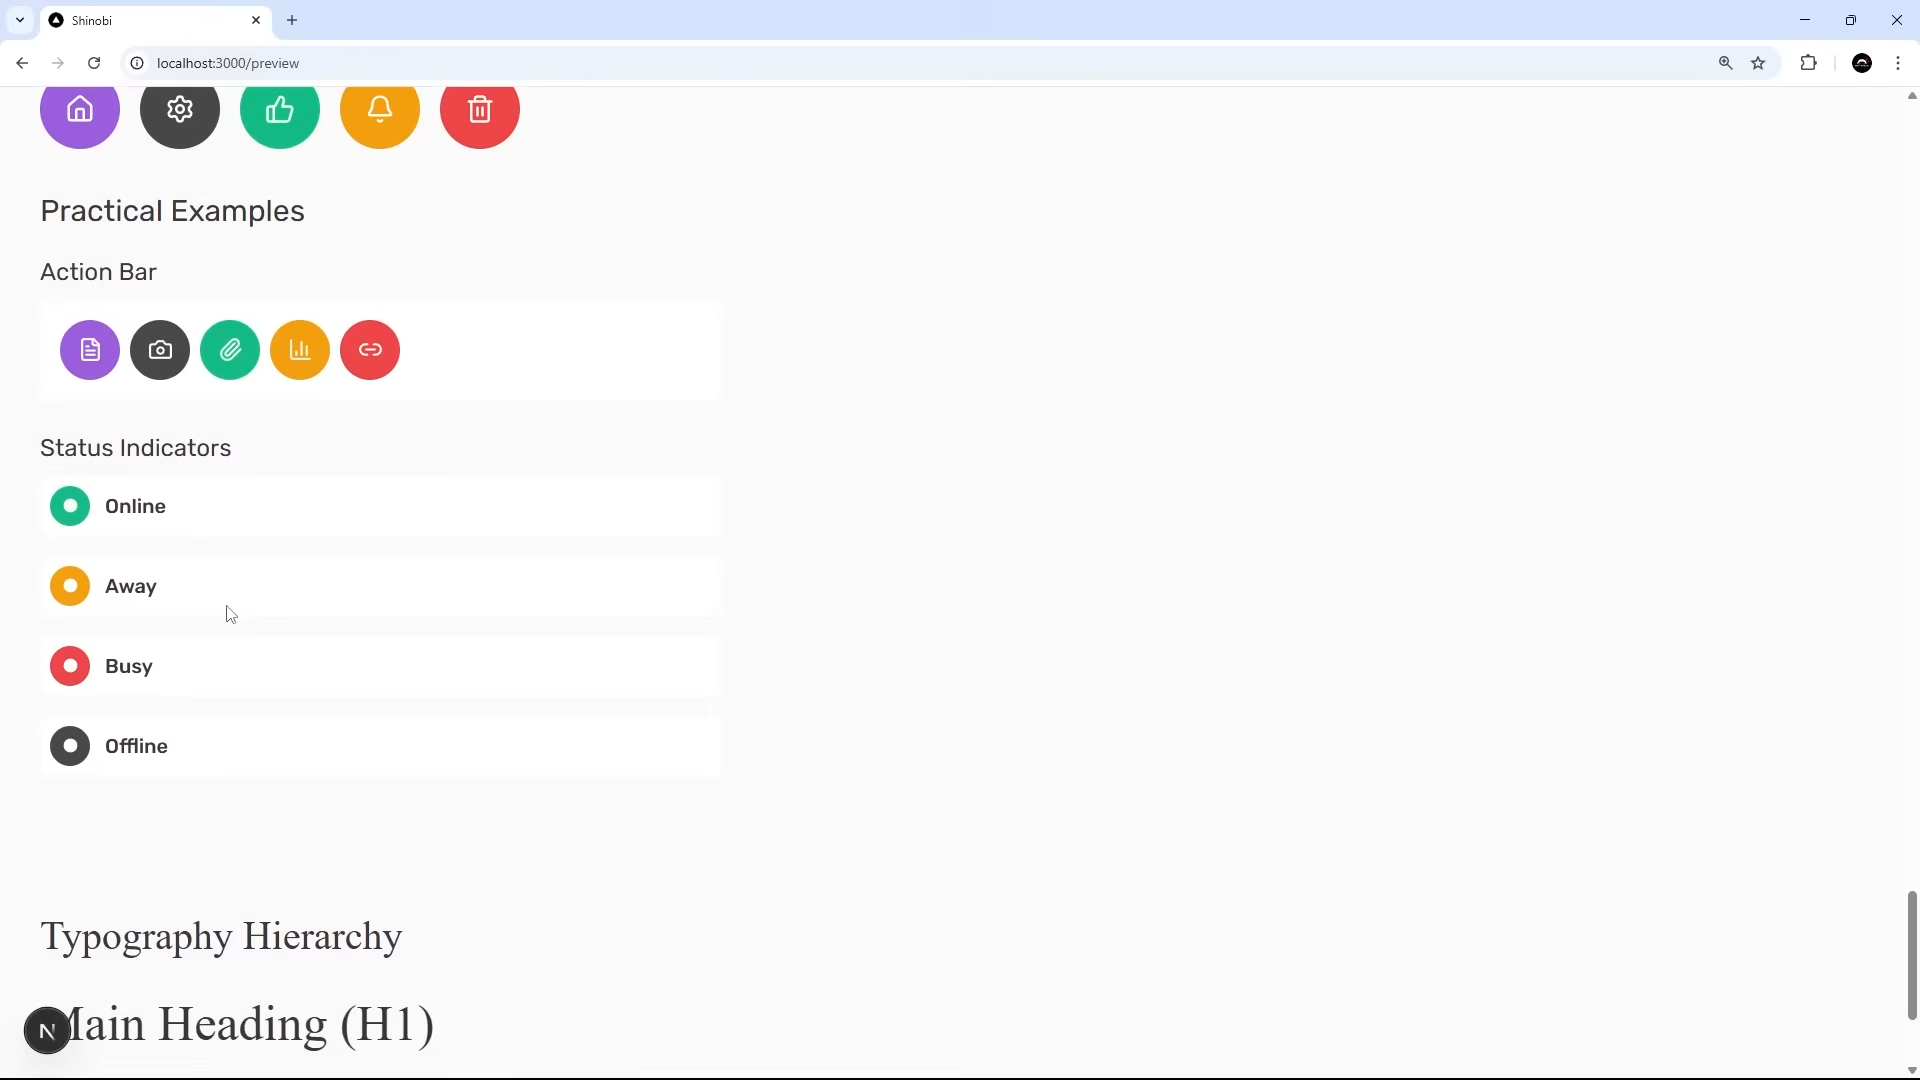 Shinobi
localhost:3000/preview
Practical Examples
Action Bar
Status Indicators
Online
Away
Busy
Offline
Typography Hierarchy
Main Heading (H1)
N